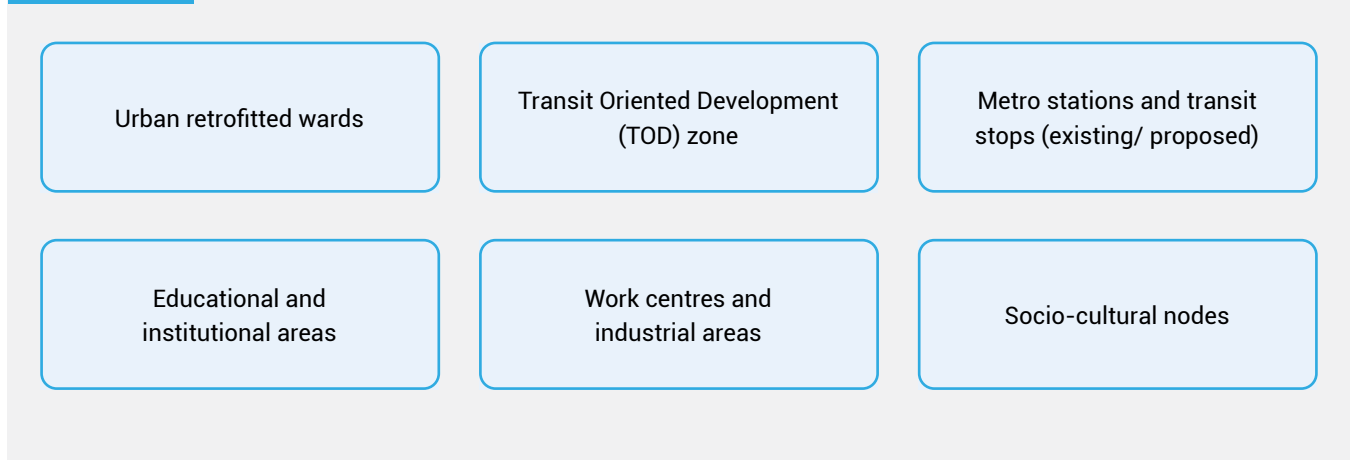 Urban retrofitted wards
Transit Oriented Development
(TOD) zone
Metro stations and transit
stops (existing/ proposed)
Educational and
institutional areas
Work centres and
industrial areas
Socio-cultural nodes